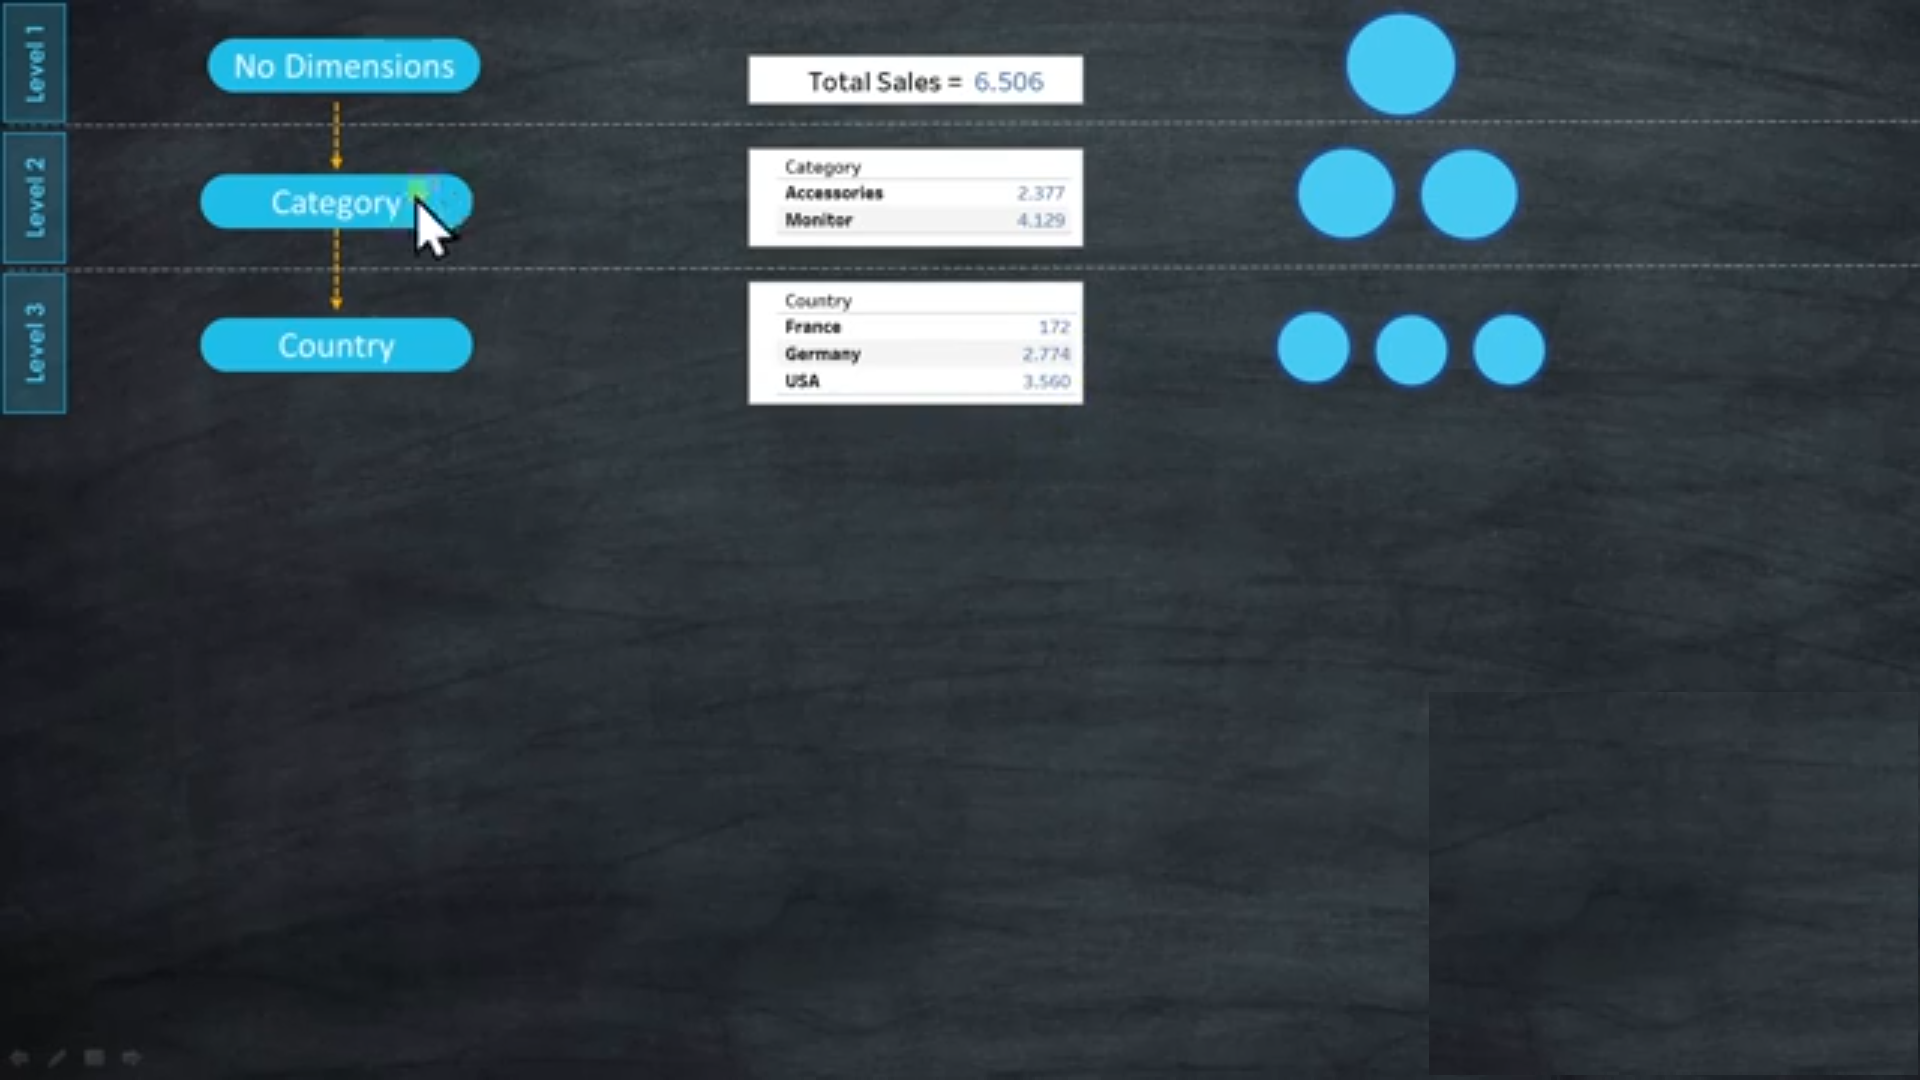 Level 1
No Dimensions
Total Sales = 6.506
Level 2
Category
Category
Accessories 2.377
Monitor 4.129
Level 3
Country
Country
France 172
Germany 2.774
USA 3.560